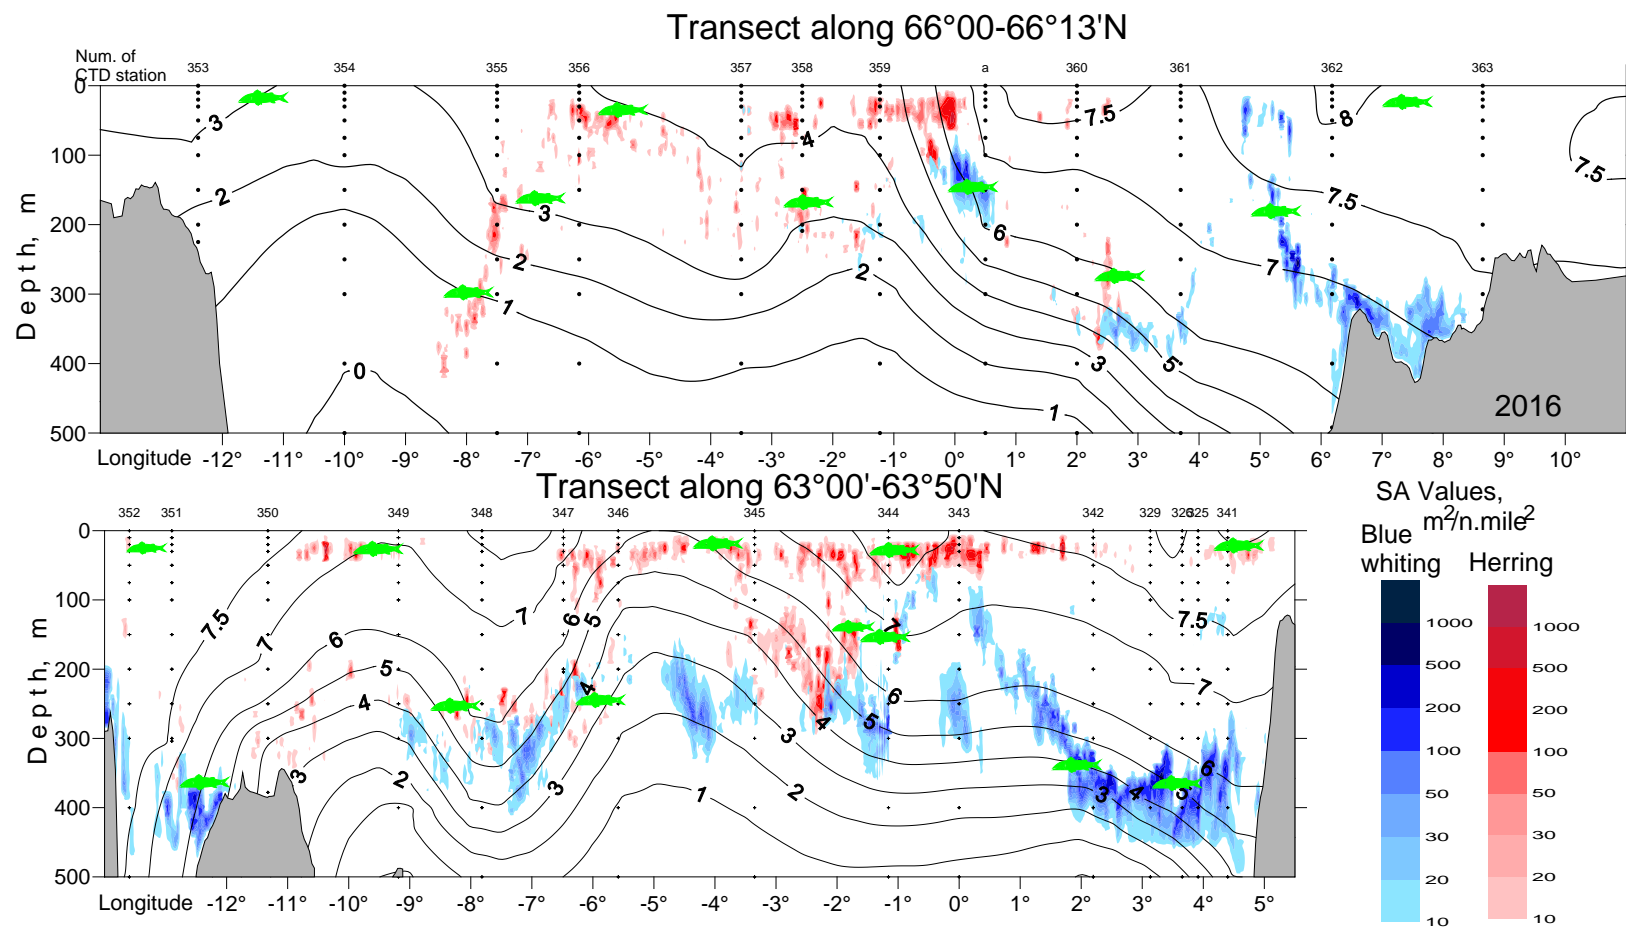 Transect along 66°00-66°13'N
Num. of
CTD station 353 354 355 356 357 358 359 a 360 361 362 363
0
100
200
300
400
500
Depth, m
3 2 3 2 1 0 4 2 6 7.5 8 7.5 7.5 7 3 5 1
2016
Longitude -12° -11° -10° -9° -8° -7° -6° -5° -4° -3° -2° -1° 0° 1° 2° 3° 4° 5° 6° 7° 8° 9° 10°
Transect along 63°00'-63°50'N
352 351 350 349 348 347 346 345 344 343 342 329 341
0
100
200
300
400
500
Depth, m
7.5 7 6 5 4 3 2 7 6 5 4 3 1 2 3 4 5 6 7 7.5 7 6 3 4 5
Longitude -12° -11° -10° -9° -8° -7° -6° -5° -4° -3° -2° -1° 0° 1° 2° 3° 4° 5°
SA Values,
m²/n.mile²
Blue
whiting
Herring
1000 1000
500 500
200 200
100 100
50 50
30 30
20 20
10 10